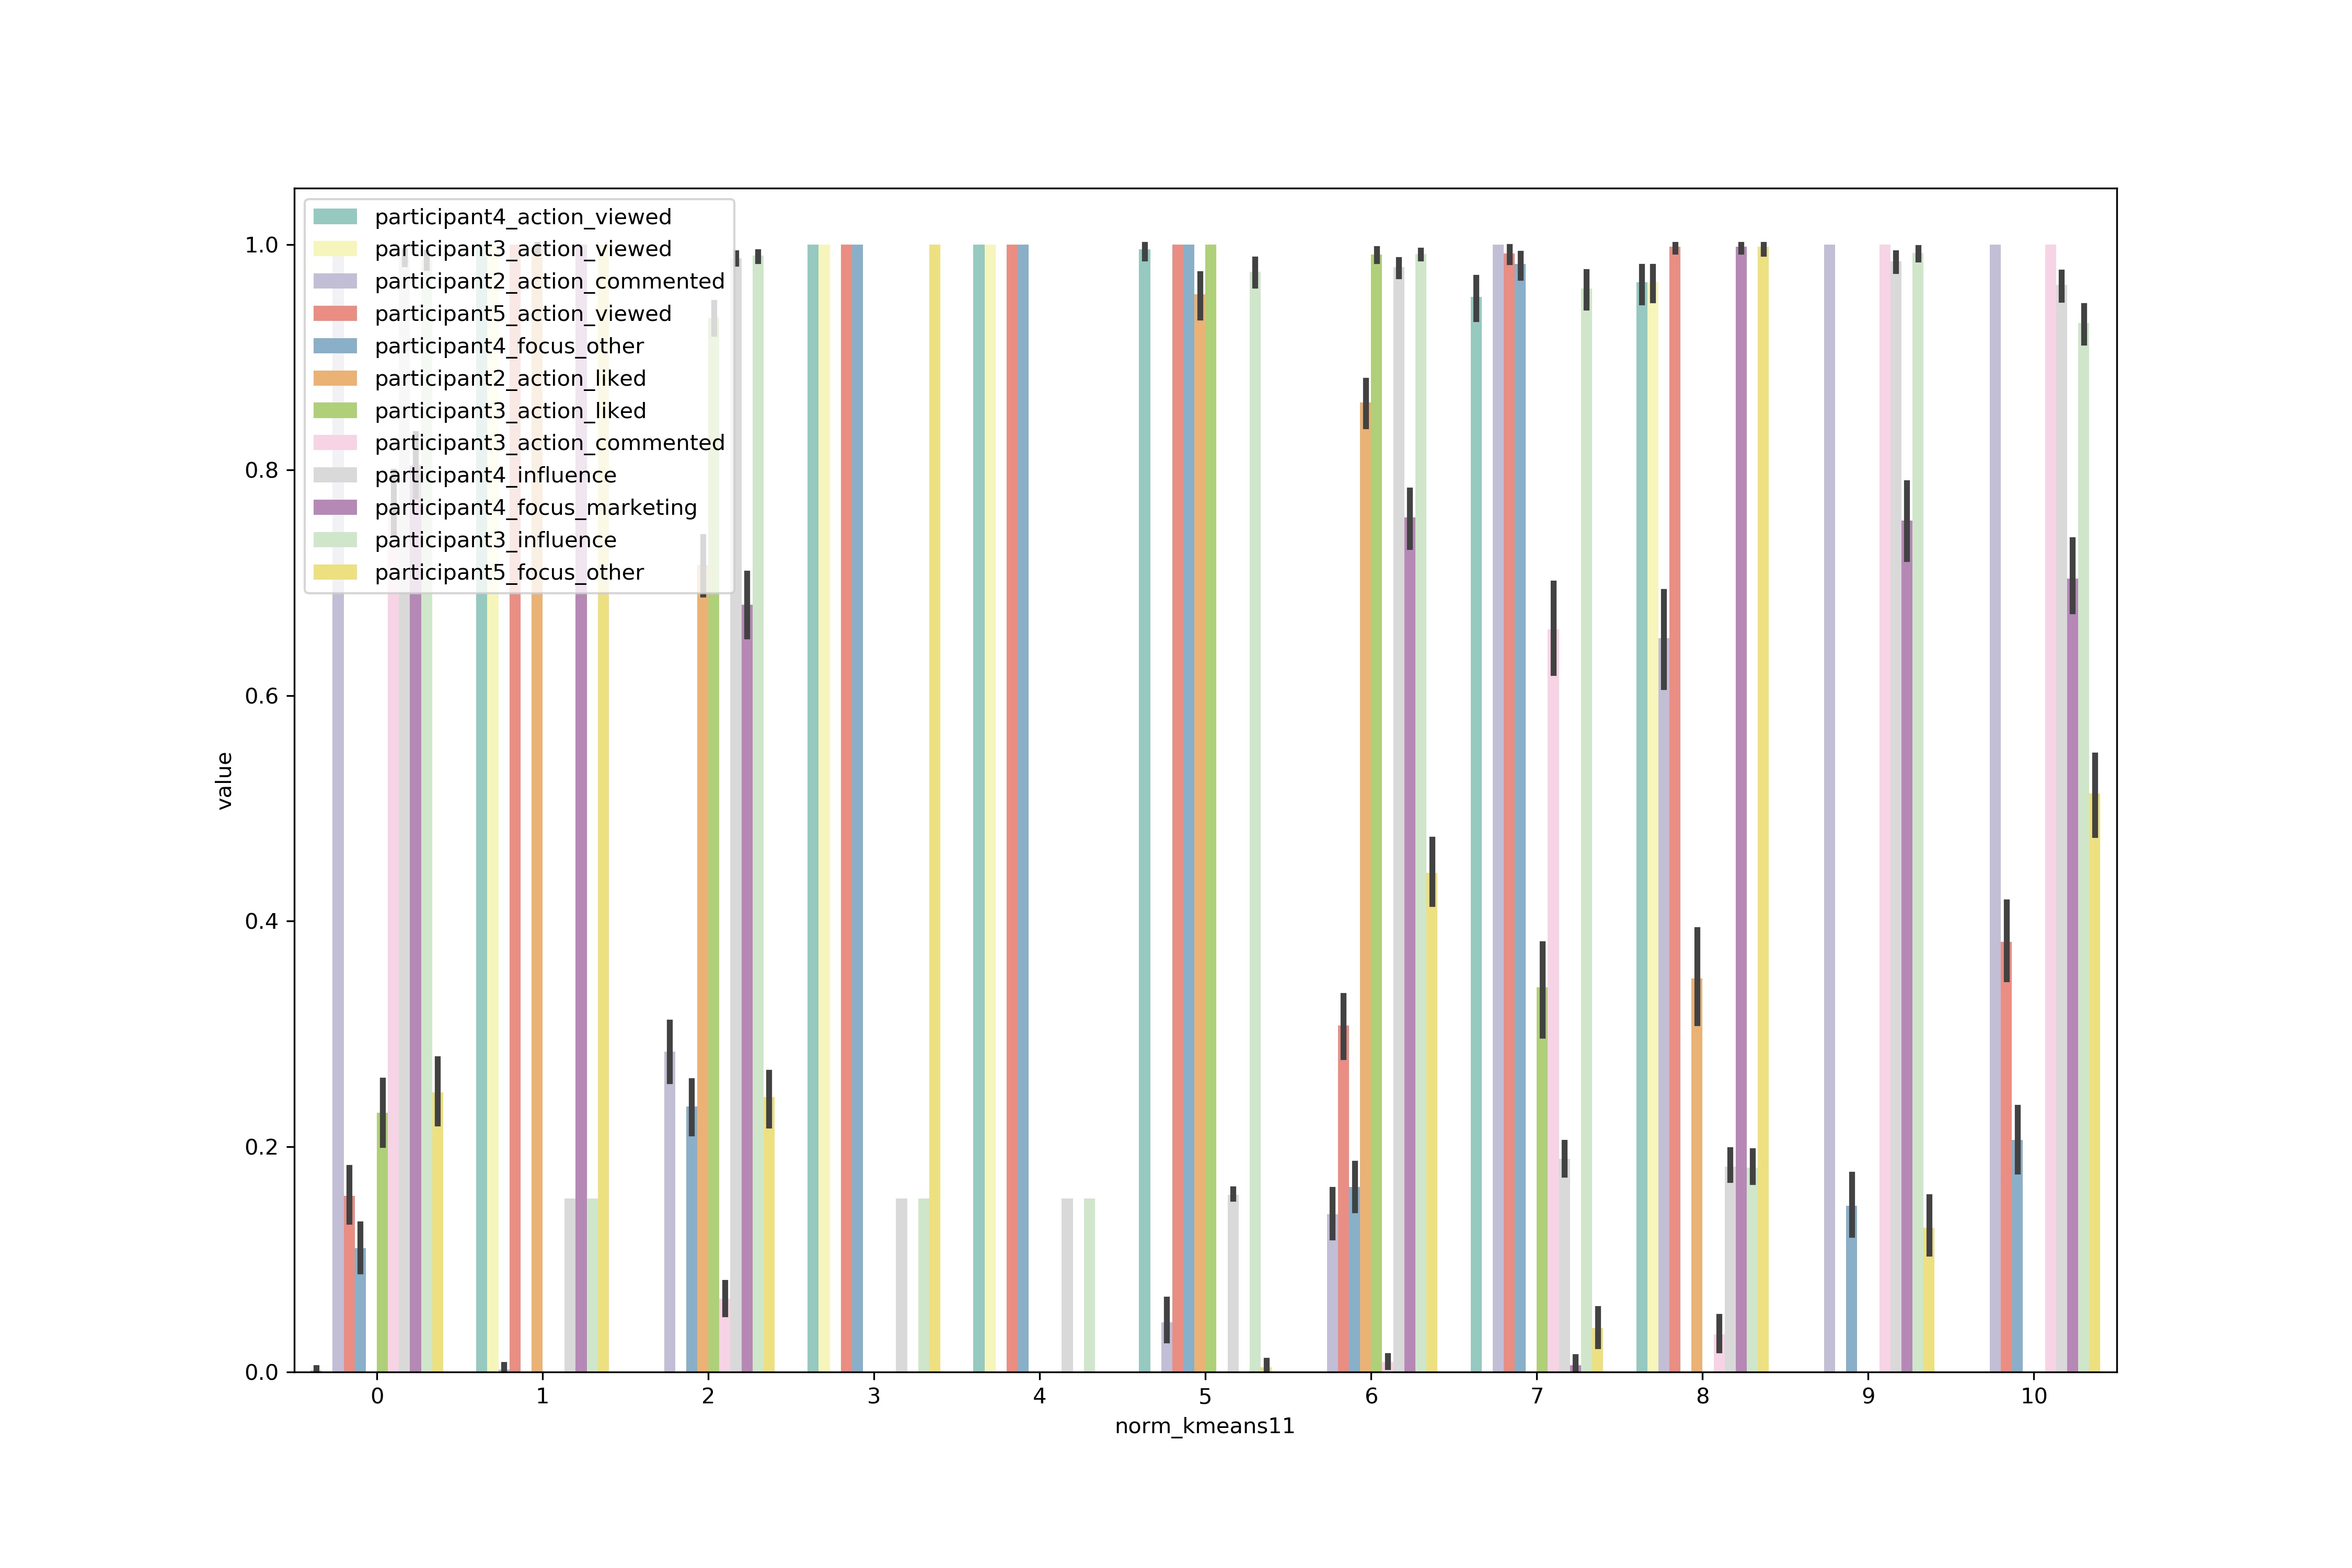 participant4_action_viewed
participant3_action_viewed
participant2_action_commented
participant5_action_viewed
participant4_focus_other
participant2_action_liked
participant3_action_liked
participant3_action_commented
participant4_influence
participant4_focus_marketing
participant3_influence
participant5_focus_other
1.0
0.8
0.6
0.4
0.2
0.0
value
0 1 2 3 4 5 6 7 8 9 10
norm_kmeans11